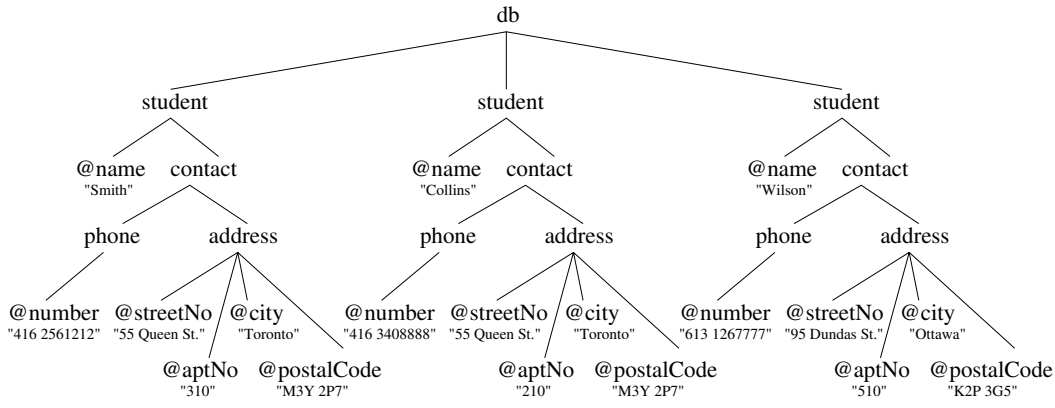 db
student student student
@name contact @name contact @name contact
"Smith" "Collins" "Wilson"
phone address phone address phone address
@number @streetNo @city @number @streetNo @city @number @streetNo @city
"416 2561212" "55 Queen St." "Toronto" "416 3408888" "55 Queen St." "Toronto" "613 1267777" "95 Dundas St." "Ottawa"
@aptNo @postalCode @aptNo @postalCode @aptNo @postalCode
"310" "M3Y 2P7" "210" "M3Y 2P7" "510" "K2P 3G5"